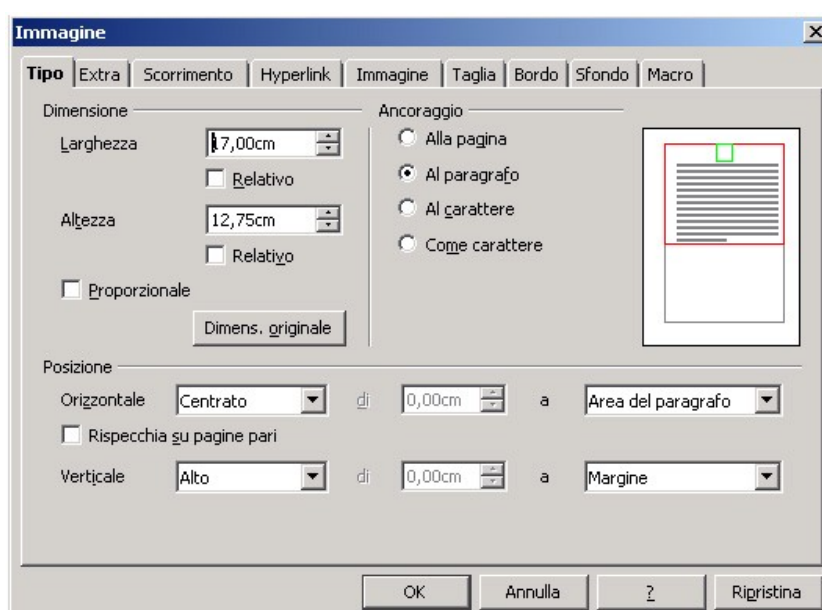 Immagine
Tipo Extra Scorrimento Hyperlink Immagine Taglia Bordo Sfondo Macro
Dimensione
Larghezza 17,00cm
Relativo
Altezza 12,75cm
Relativo
Proporzionale
Dimens. originale
Ancoraggio
Alla pagina
Al paragrafo
Al carattere
Come carattere
Posizione
Orizzontale Centrato di 0,00cm a Area del paragrafo
Rispecchia su pagine pari
Verticale Alto di 0,00cm a Margine
OK Annulla ? Ripristina